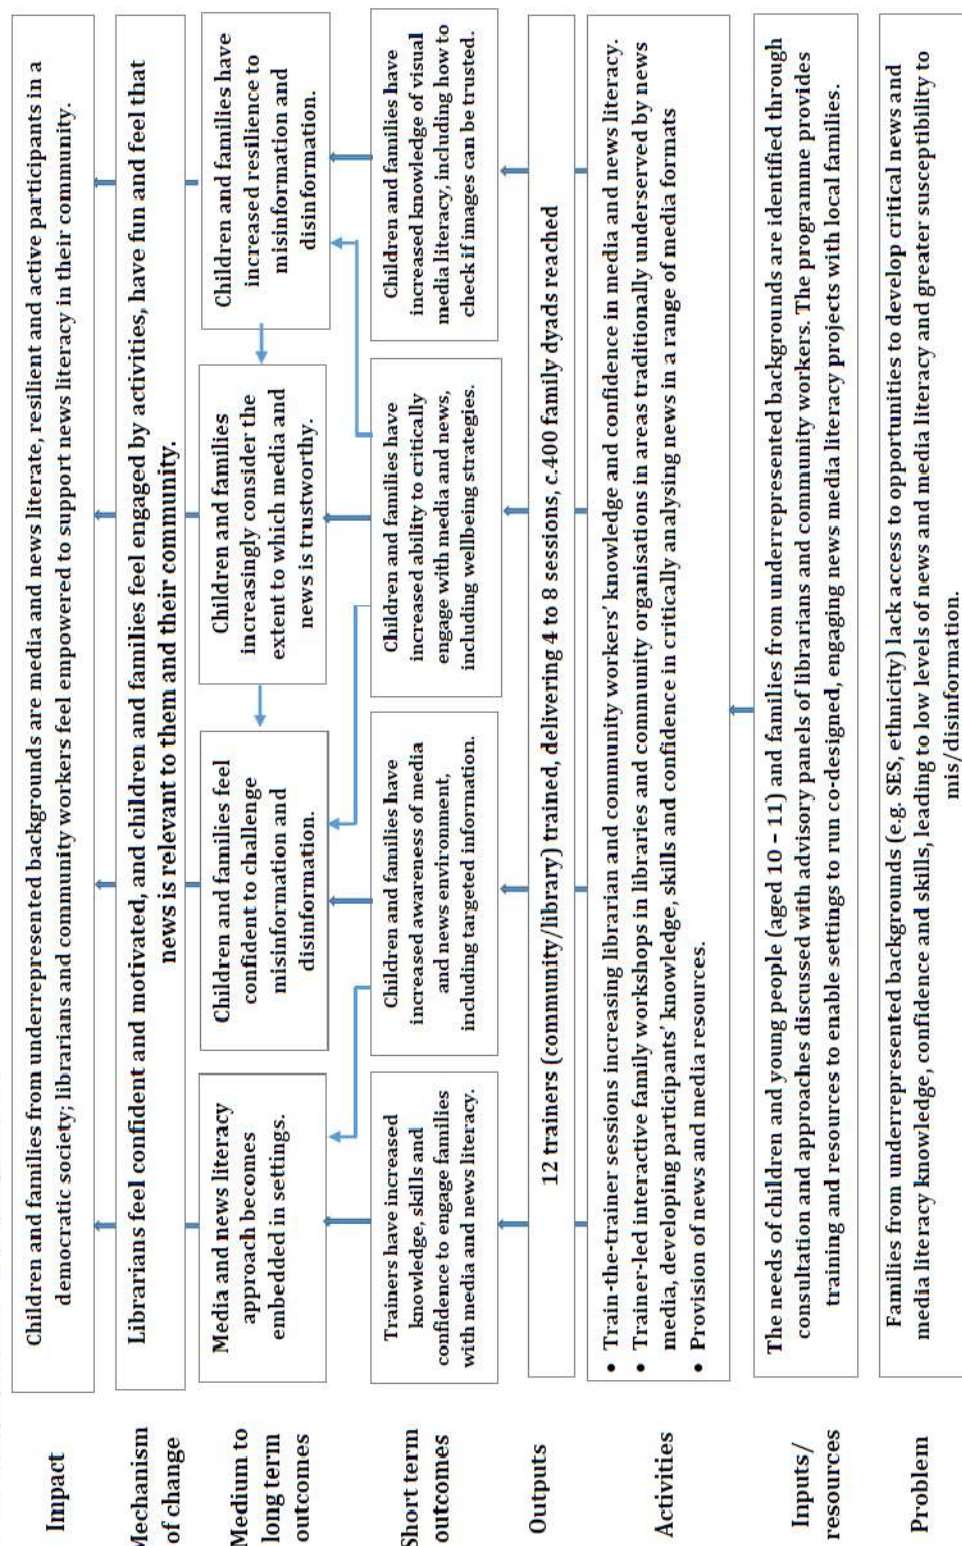 Impact
Children and families from underrepresented backgrounds are media and news literate, resilient and active participants in a
democratic society; librarians and community workers feel empowered to support news literacy in their community.
Mechanism
of change
Librarians feel confident and motivated, and children and families feel engaged by activities, have fun and feel that
news is relevant to them and their community.
Medium to
long term
outcomes
Media and news literacy
approach becomes
embedded in settings.
Children and families feel
confident to challenge
misinformation and
disinformation.
Children and families
increasingly consider the
extent to which media and
news is trustworthy.
Children and families have
increased resilience to
misinformation and
disinformation.
Short term
outcomes
Trainers have increased
knowledge, skills and
confidence to engage families
with media and news literacy.
Children and families have
increased awareness of media
and news environment,
including targeted information.
Children and families have
increased ability to critically
engage with media and news,
including wellbeing strategies.
Children and families have
increased knowledge of visual
media literacy, including how to
check if images can be trusted.
Outputs
12 trainers (community/library) trained, delivering 4 to 8 sessions, c.400 family dyads reached
Activities
• Train-the-trainer sessions increasing librarian and community workers' knowledge and confidence in media and news literacy.
• Trainer-led interactive family workshops in libraries and community organisations in areas traditionally underserved by news
media, developing participants' knowledge, skills and confidence in critically analysing news in a range of media formats
• Provision of news and media resources.
Inputs/
resources
The needs of children and young people (aged 10 – 11) and families from underrepresented backgrounds are identified through
consultation and approaches discussed with advisory panels of librarians and community workers. The programme provides
training and resources to enable settings to run co-designed, engaging news media literacy projects with local families.
Problem
Families from underrepresented backgrounds (e.g. SES, ethnicity) lack access to opportunities to develop critical news and
media literacy knowledge, confidence and skills, leading to low levels of news and media literacy and greater susceptibility to
mis/disinformation.